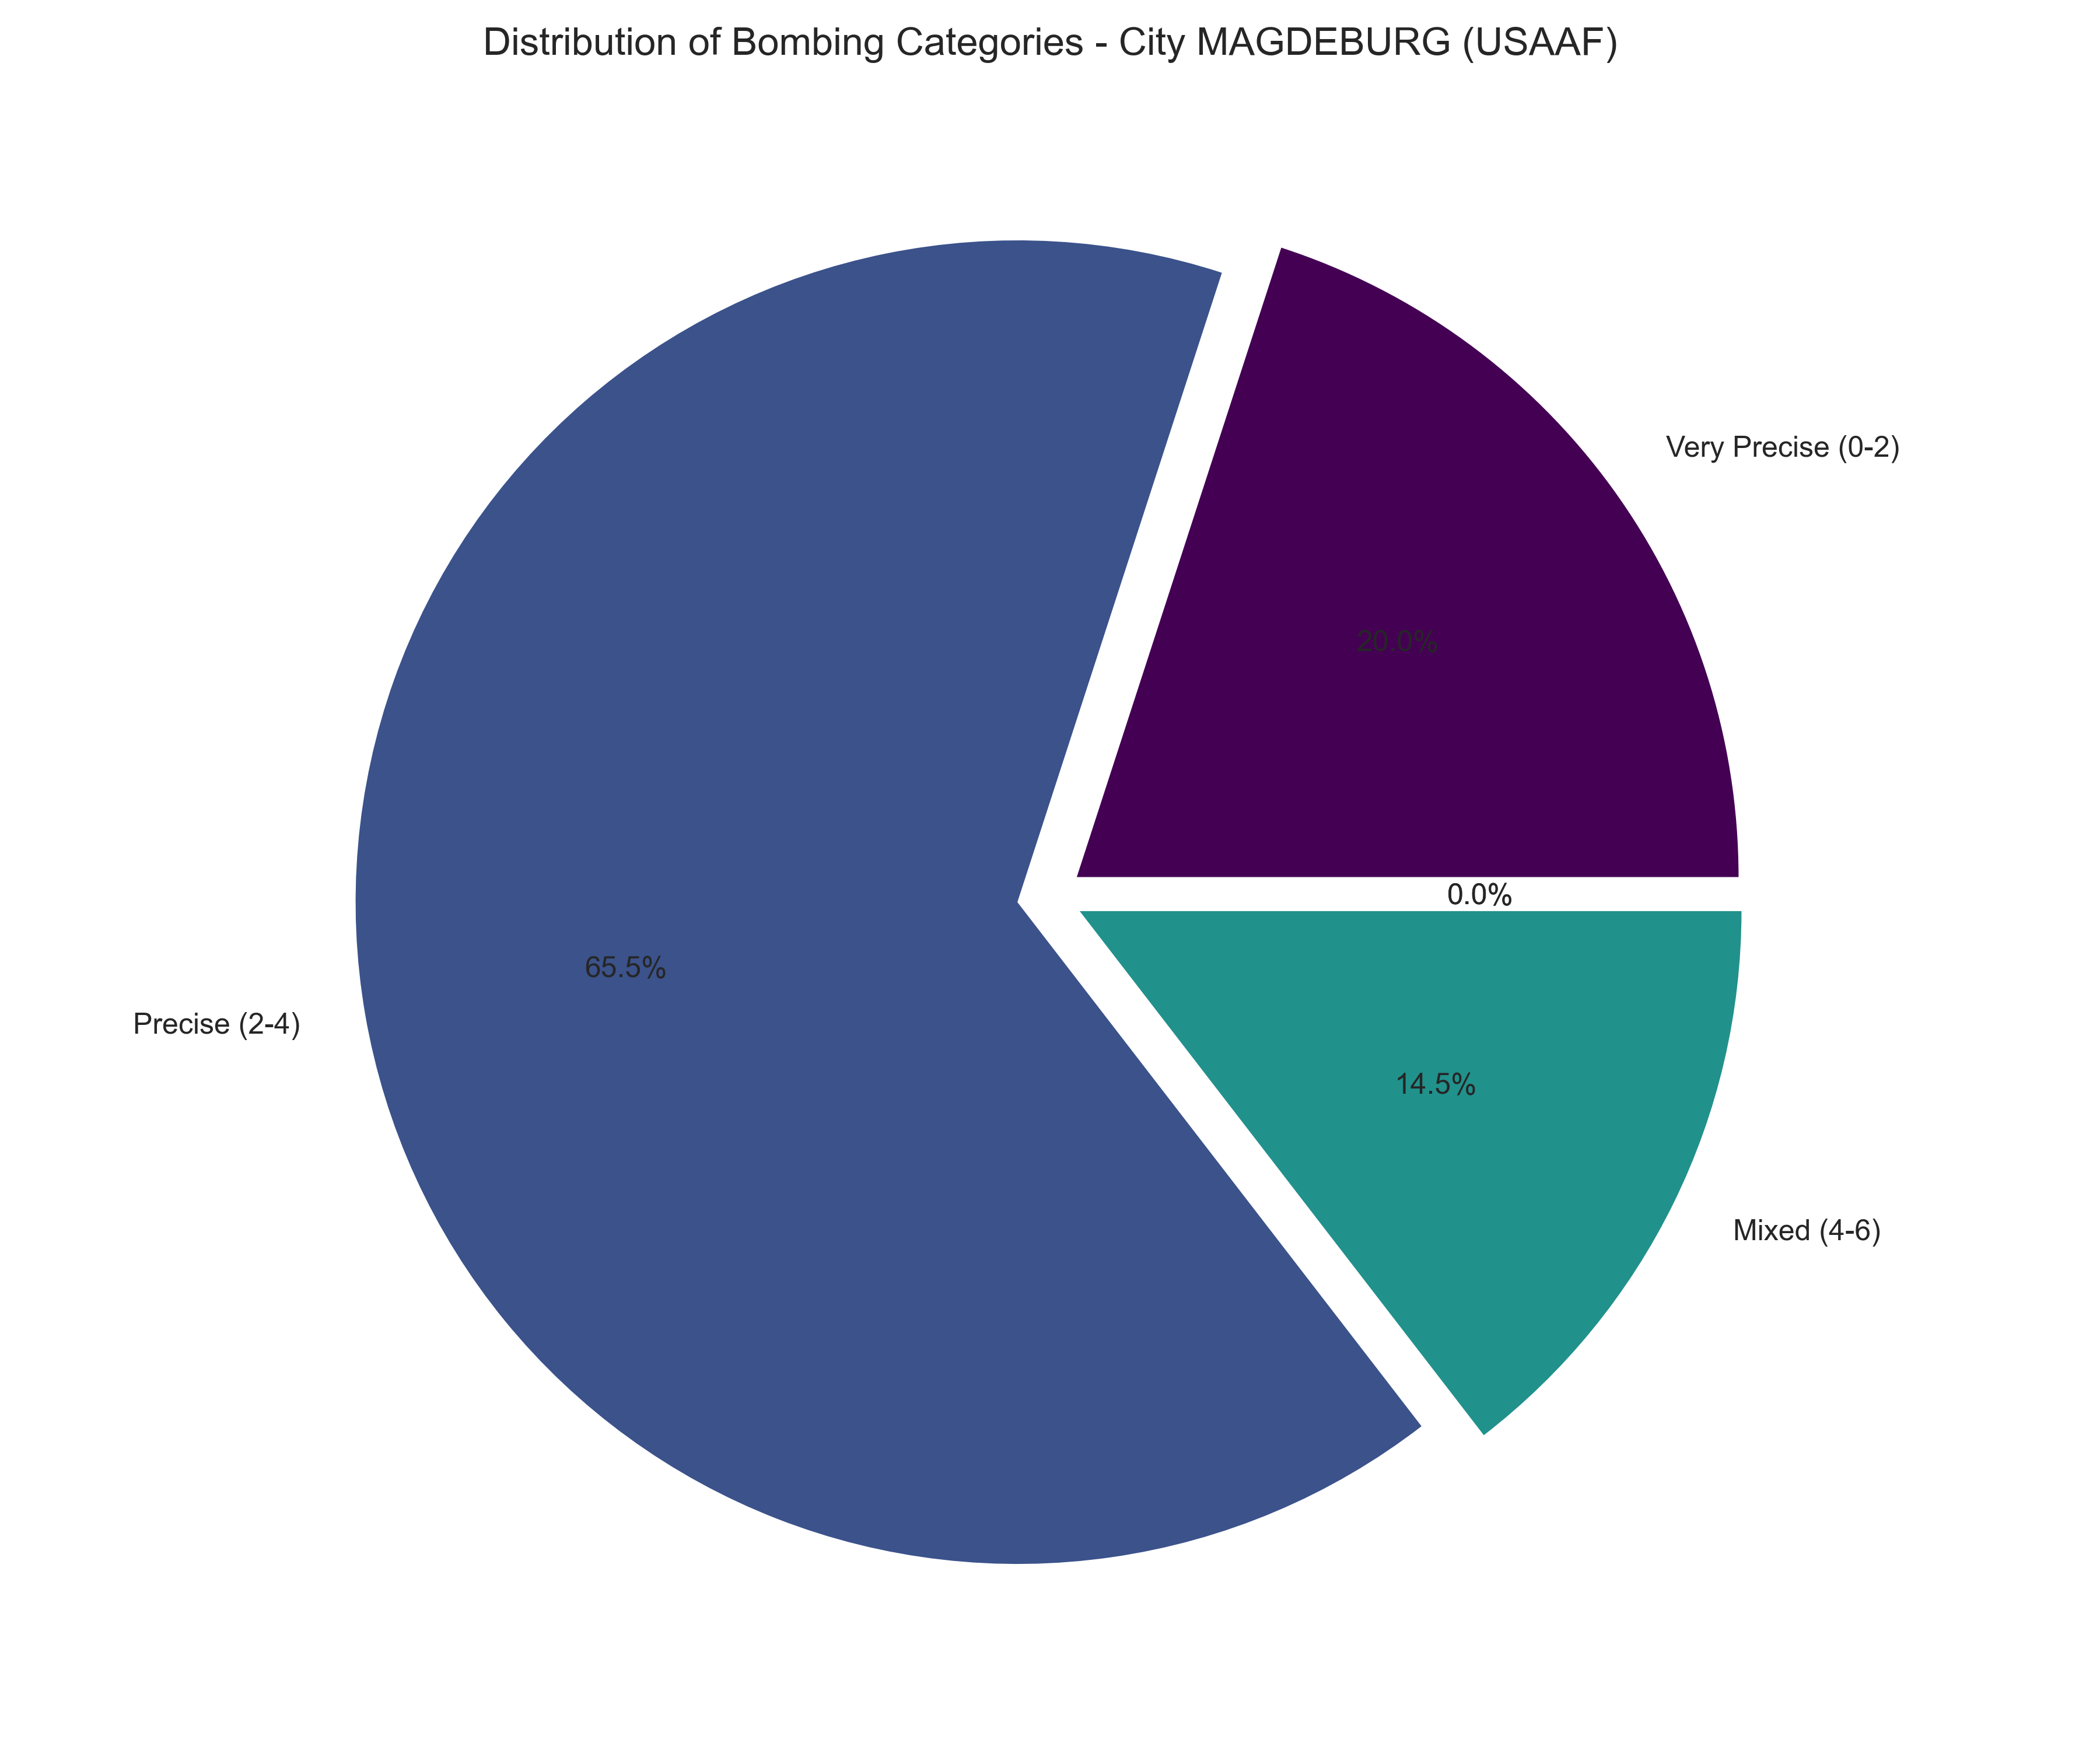 Distribution of Bombing Categories - City MAGDEBURG (USAAF)
Very Precise (0-2)
20.0%
0.0%
65.5%
Precise (2-4)
14.5%
Mixed (4-6)